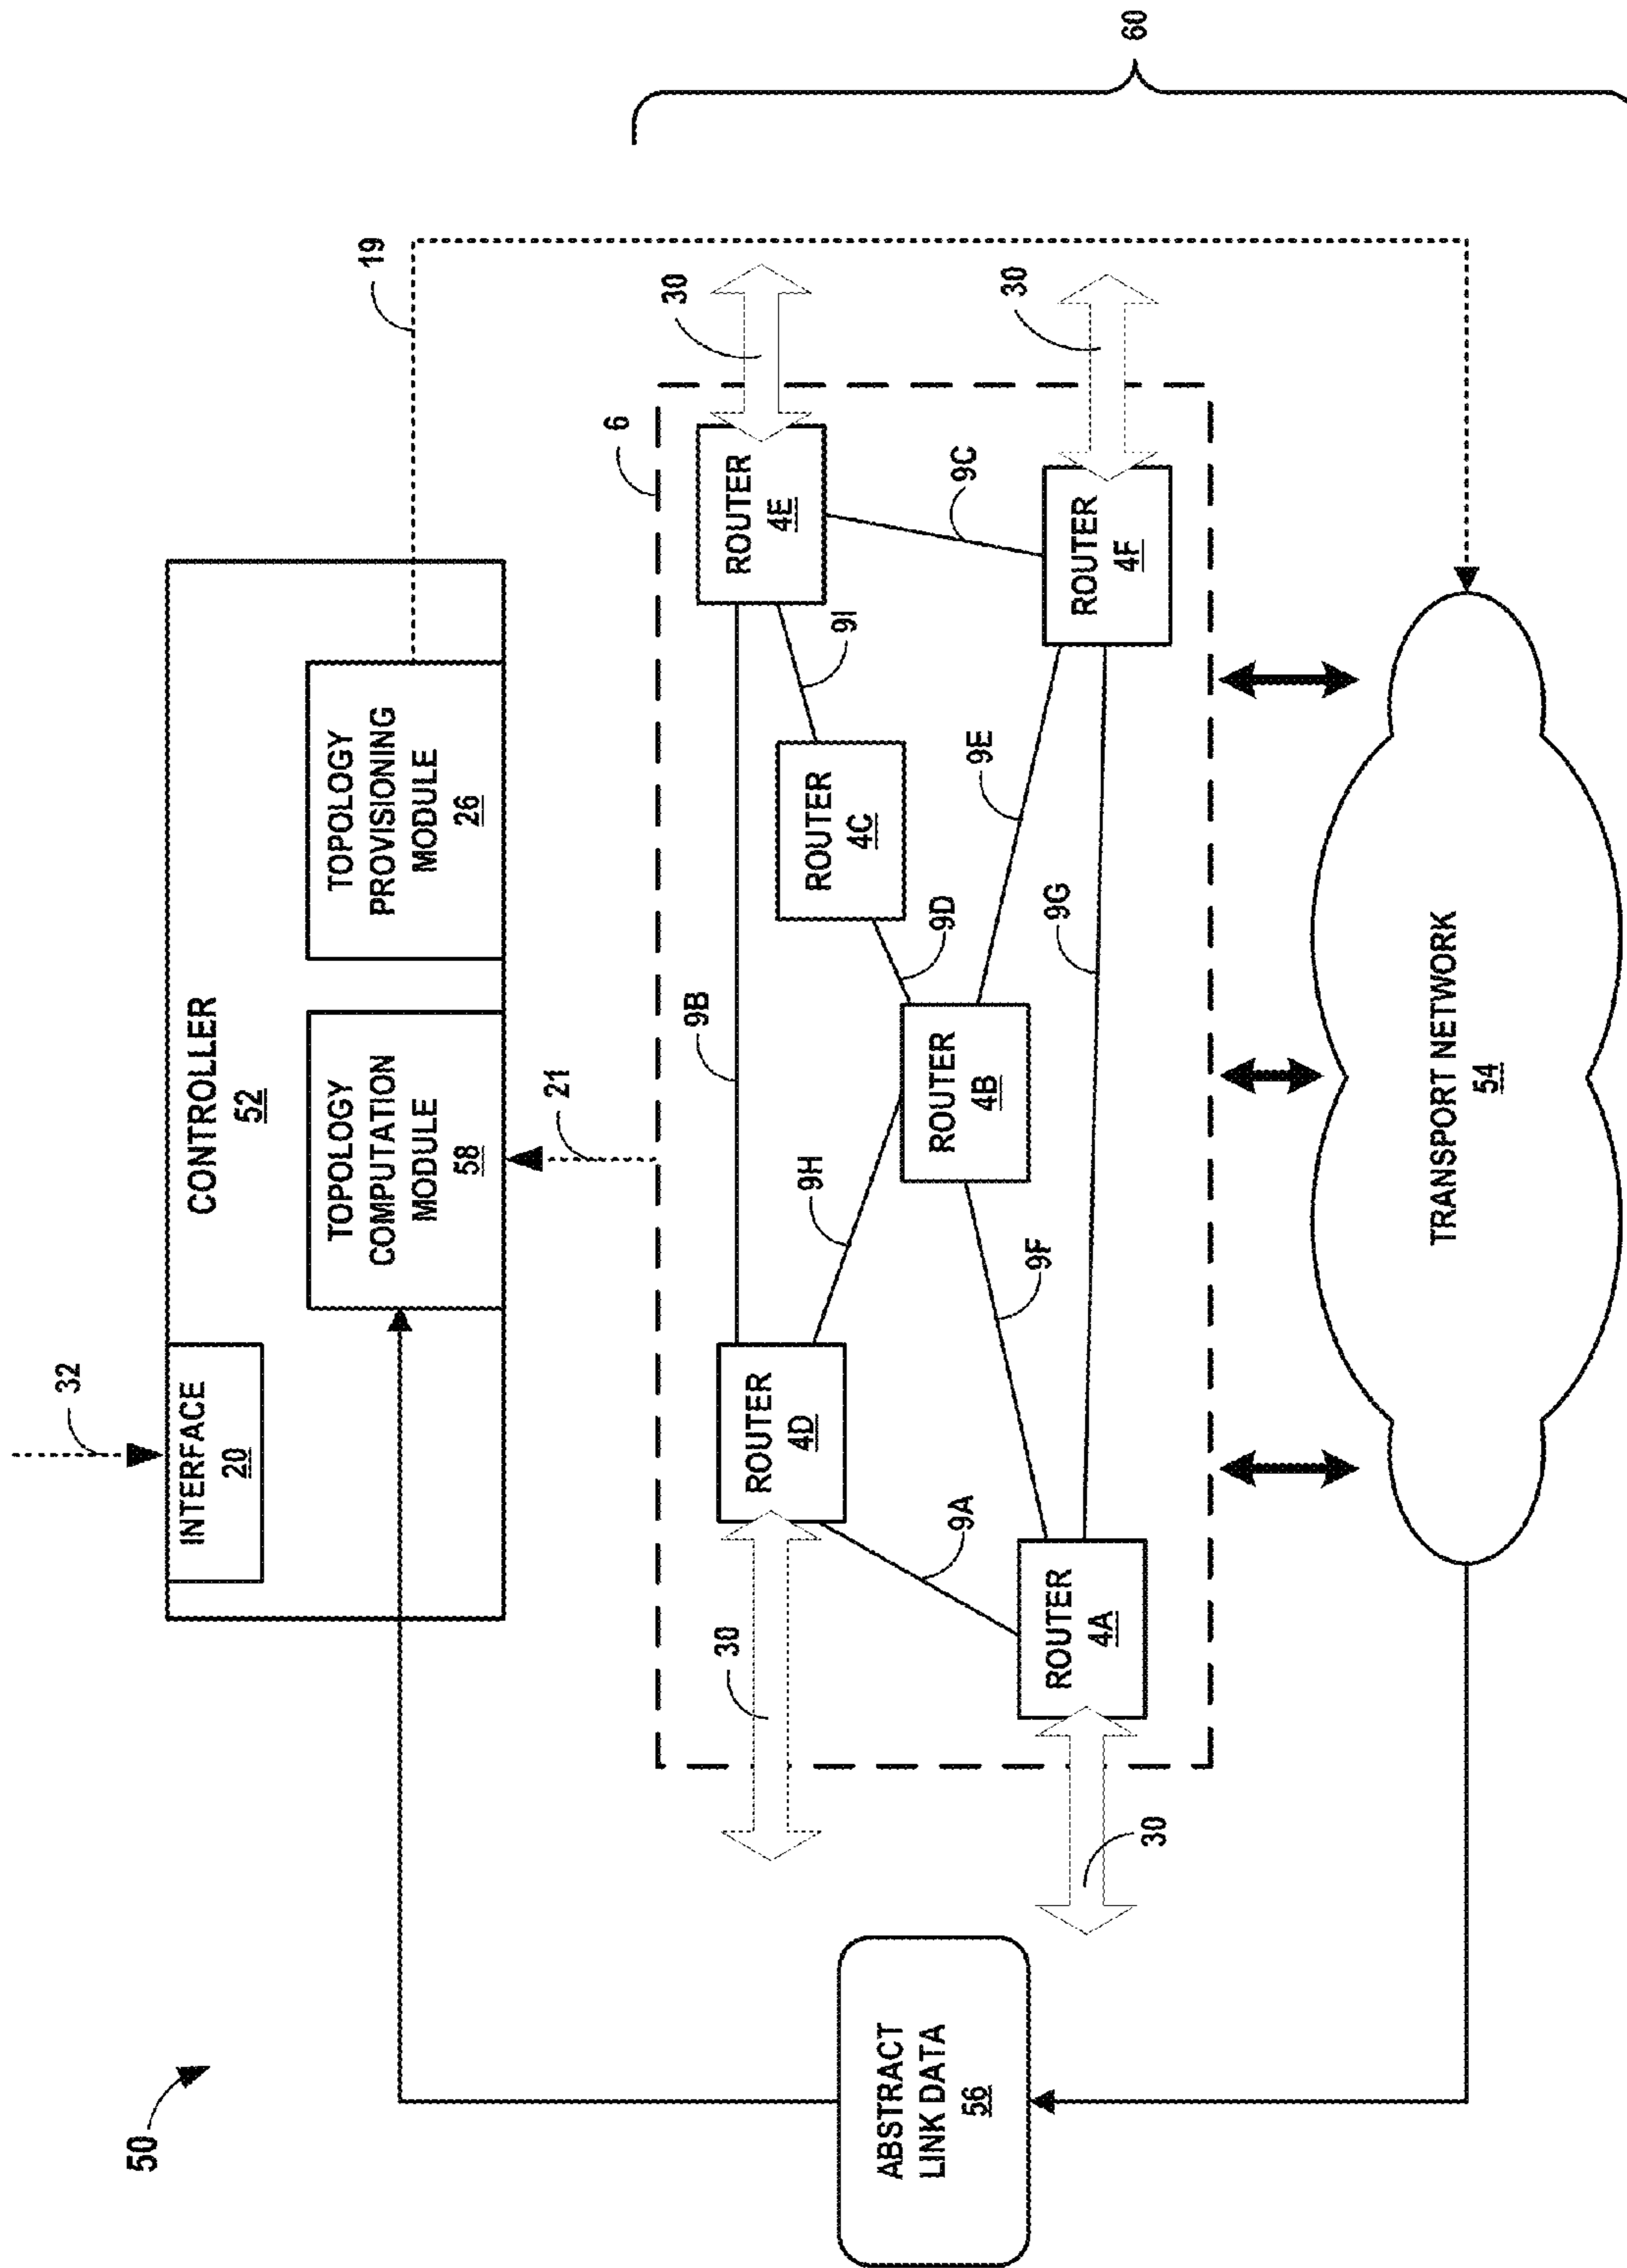 50
32
CONTROLLER
52
INTERFACE
20
TOPOLOGY
COMPUTATION
MODULE
58
TOPOLOGY
PROVISIONING
MODULE
26
19
21
6
60
ABSTRACT
LINK DATA
56
30
ROUTER
4D
9B
9H
9I
ROUTER
4E
30
ROUTER
4C
9D
9A
ROUTER
4B
9E
9C
9F
9G
30
ROUTER
4A
ROUTER
4F
30
TRANSPORT NETWORK
54